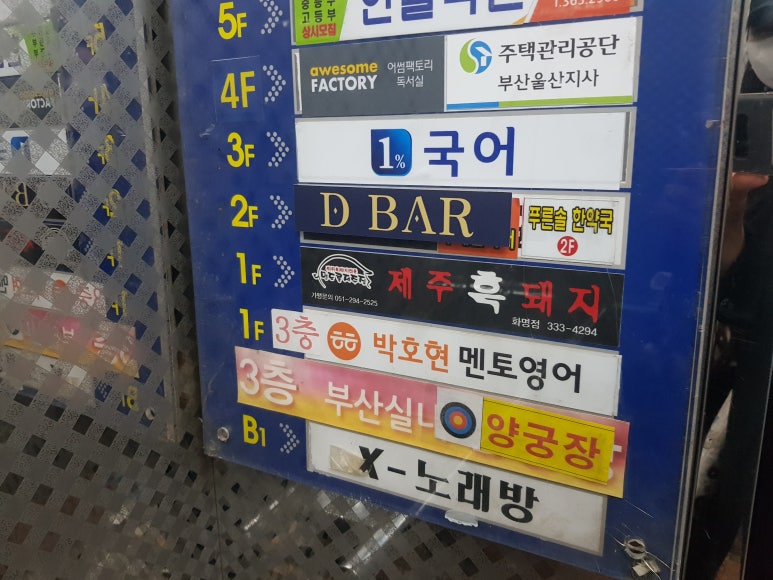 5F
고등부
상시모집
4F
awesome
FACTORY
어썸팩토리
독서실
주택관리공단
부산울산지사
3F
1% 국어
2F
D BAR
푸른솔 한약국
2F
1F
가맹문의 051-294-2525
제주흑돼지
화명점 333-4294
1F
3층 박호현 멘토영어
3층 부산실 양궁장
B1
X-노래방